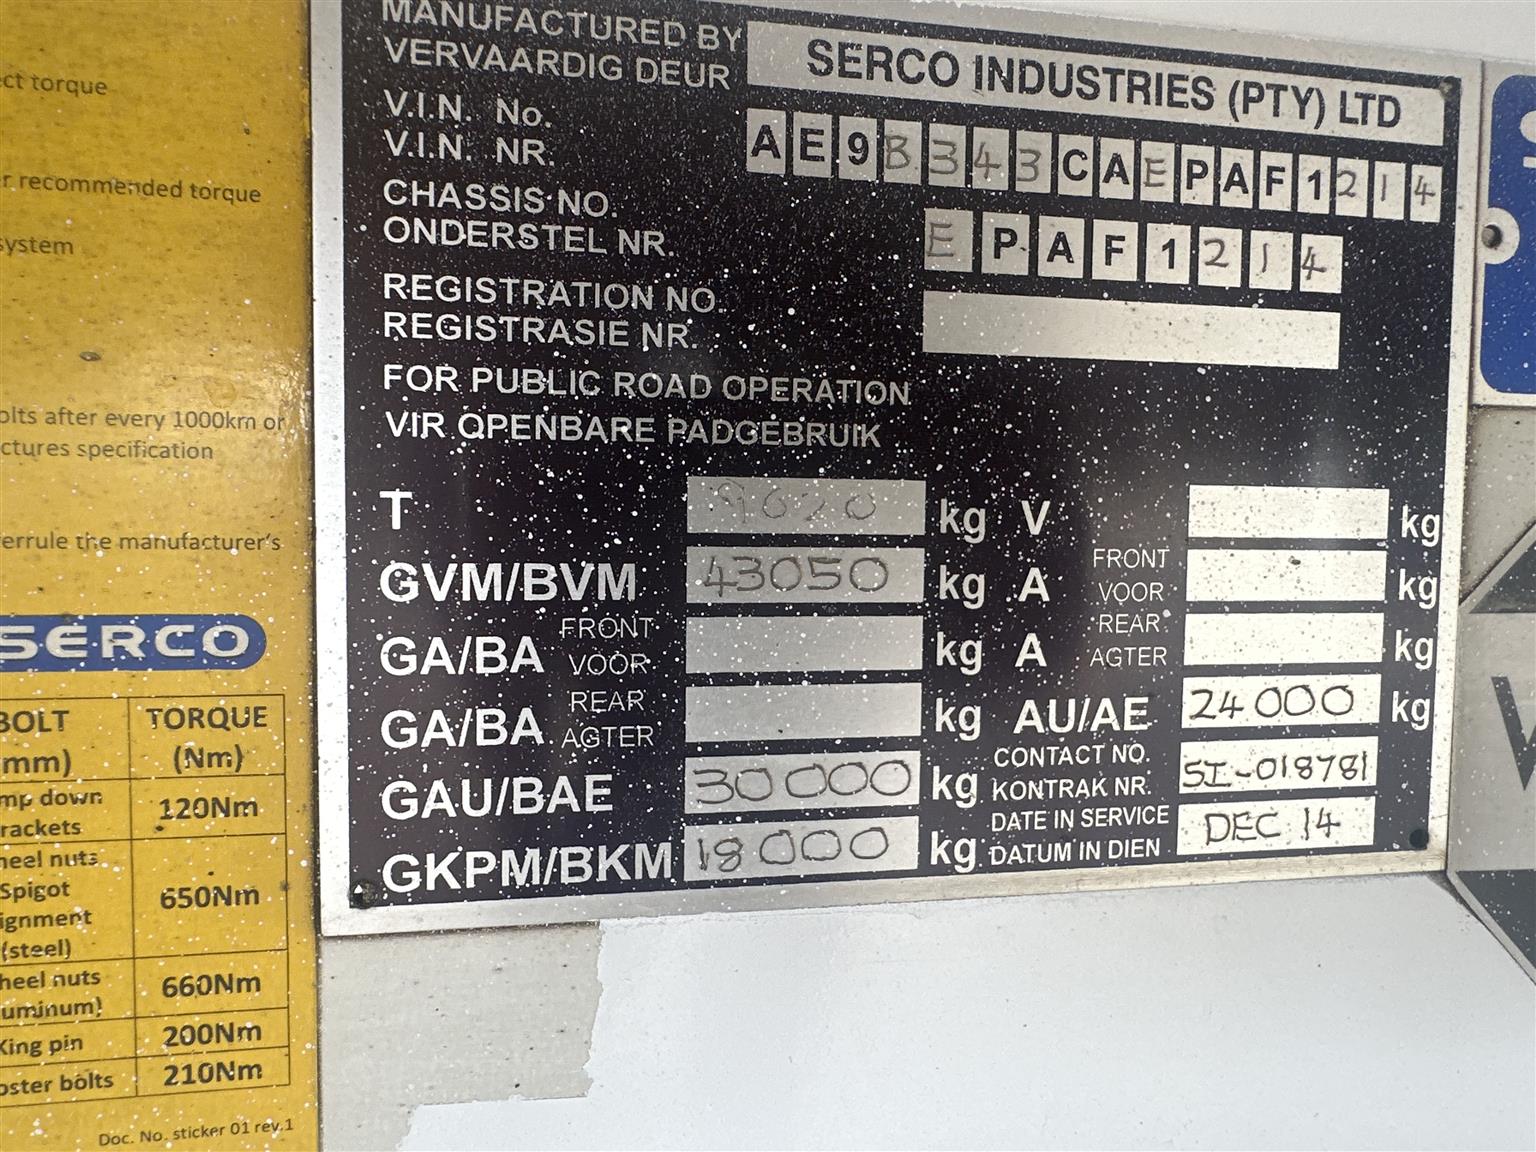 ct torque
r recommended torque
system
olts after every 1000km or
ctures specification
errule the manufacturer's
SERCO
BOLT TORQUE
(mm) (Nm)
mp down
rackets 120Nm
heel nuts
Spigot
ignment
(steel) 650Nm
heel nuts
uminum) 660Nm
King pin 200Nm
oster bolts 210Nm
Doc. No. sticker 01 rev.1
MANUFACTURED BY
VERVAARDIG DEUR
SERCO INDUSTRIES (PTY) LTD
V.I.N. No.
V.I.N. NR.
AE9B343CAEPAF1214
CHASSIS NO.
ONDERSTEL NR.
EPAF1214
REGISTRATION NO.
REGISTRASIE NR.
FOR PUBLIC ROAD OPERATION
VIR OPENBARE PADGEBRUIK
T kg V kg
GVM/BVM 43050 kg A FRONT VOOR kg
GA/BA FRONT VOOR kg A REAR AGTER kg
GA/BA REAR AGTER kg AU/AE 24000 kg
GAU/BAE 30000 kg CONTACT NO. KONTRAK NR. SI-018781
GKPM/BKM 18000 kg DATE IN SERVICE DATUM IN DIEN DEC 14